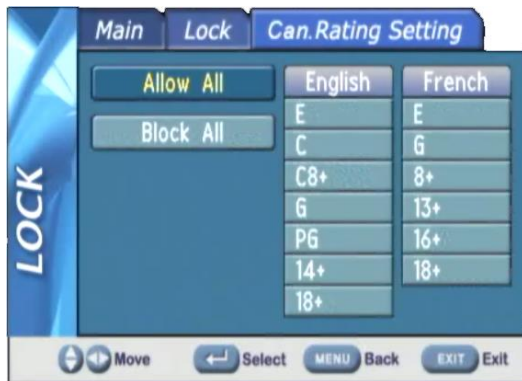 Main Lock Can.Rating Setting
LOCK
Allow All
Block All
English
E
C
C8+
G
PG
14+
18+
French
E
G
8+
13+
16+
18+
Move Select MENU Back EXIT Exit